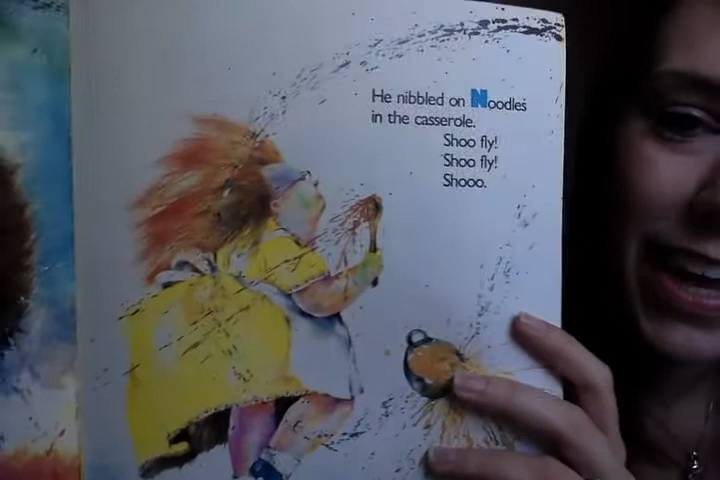 He nibbled on Noodles
in the casserole.
Shoo fly!
Shoo fly!
Shooo.